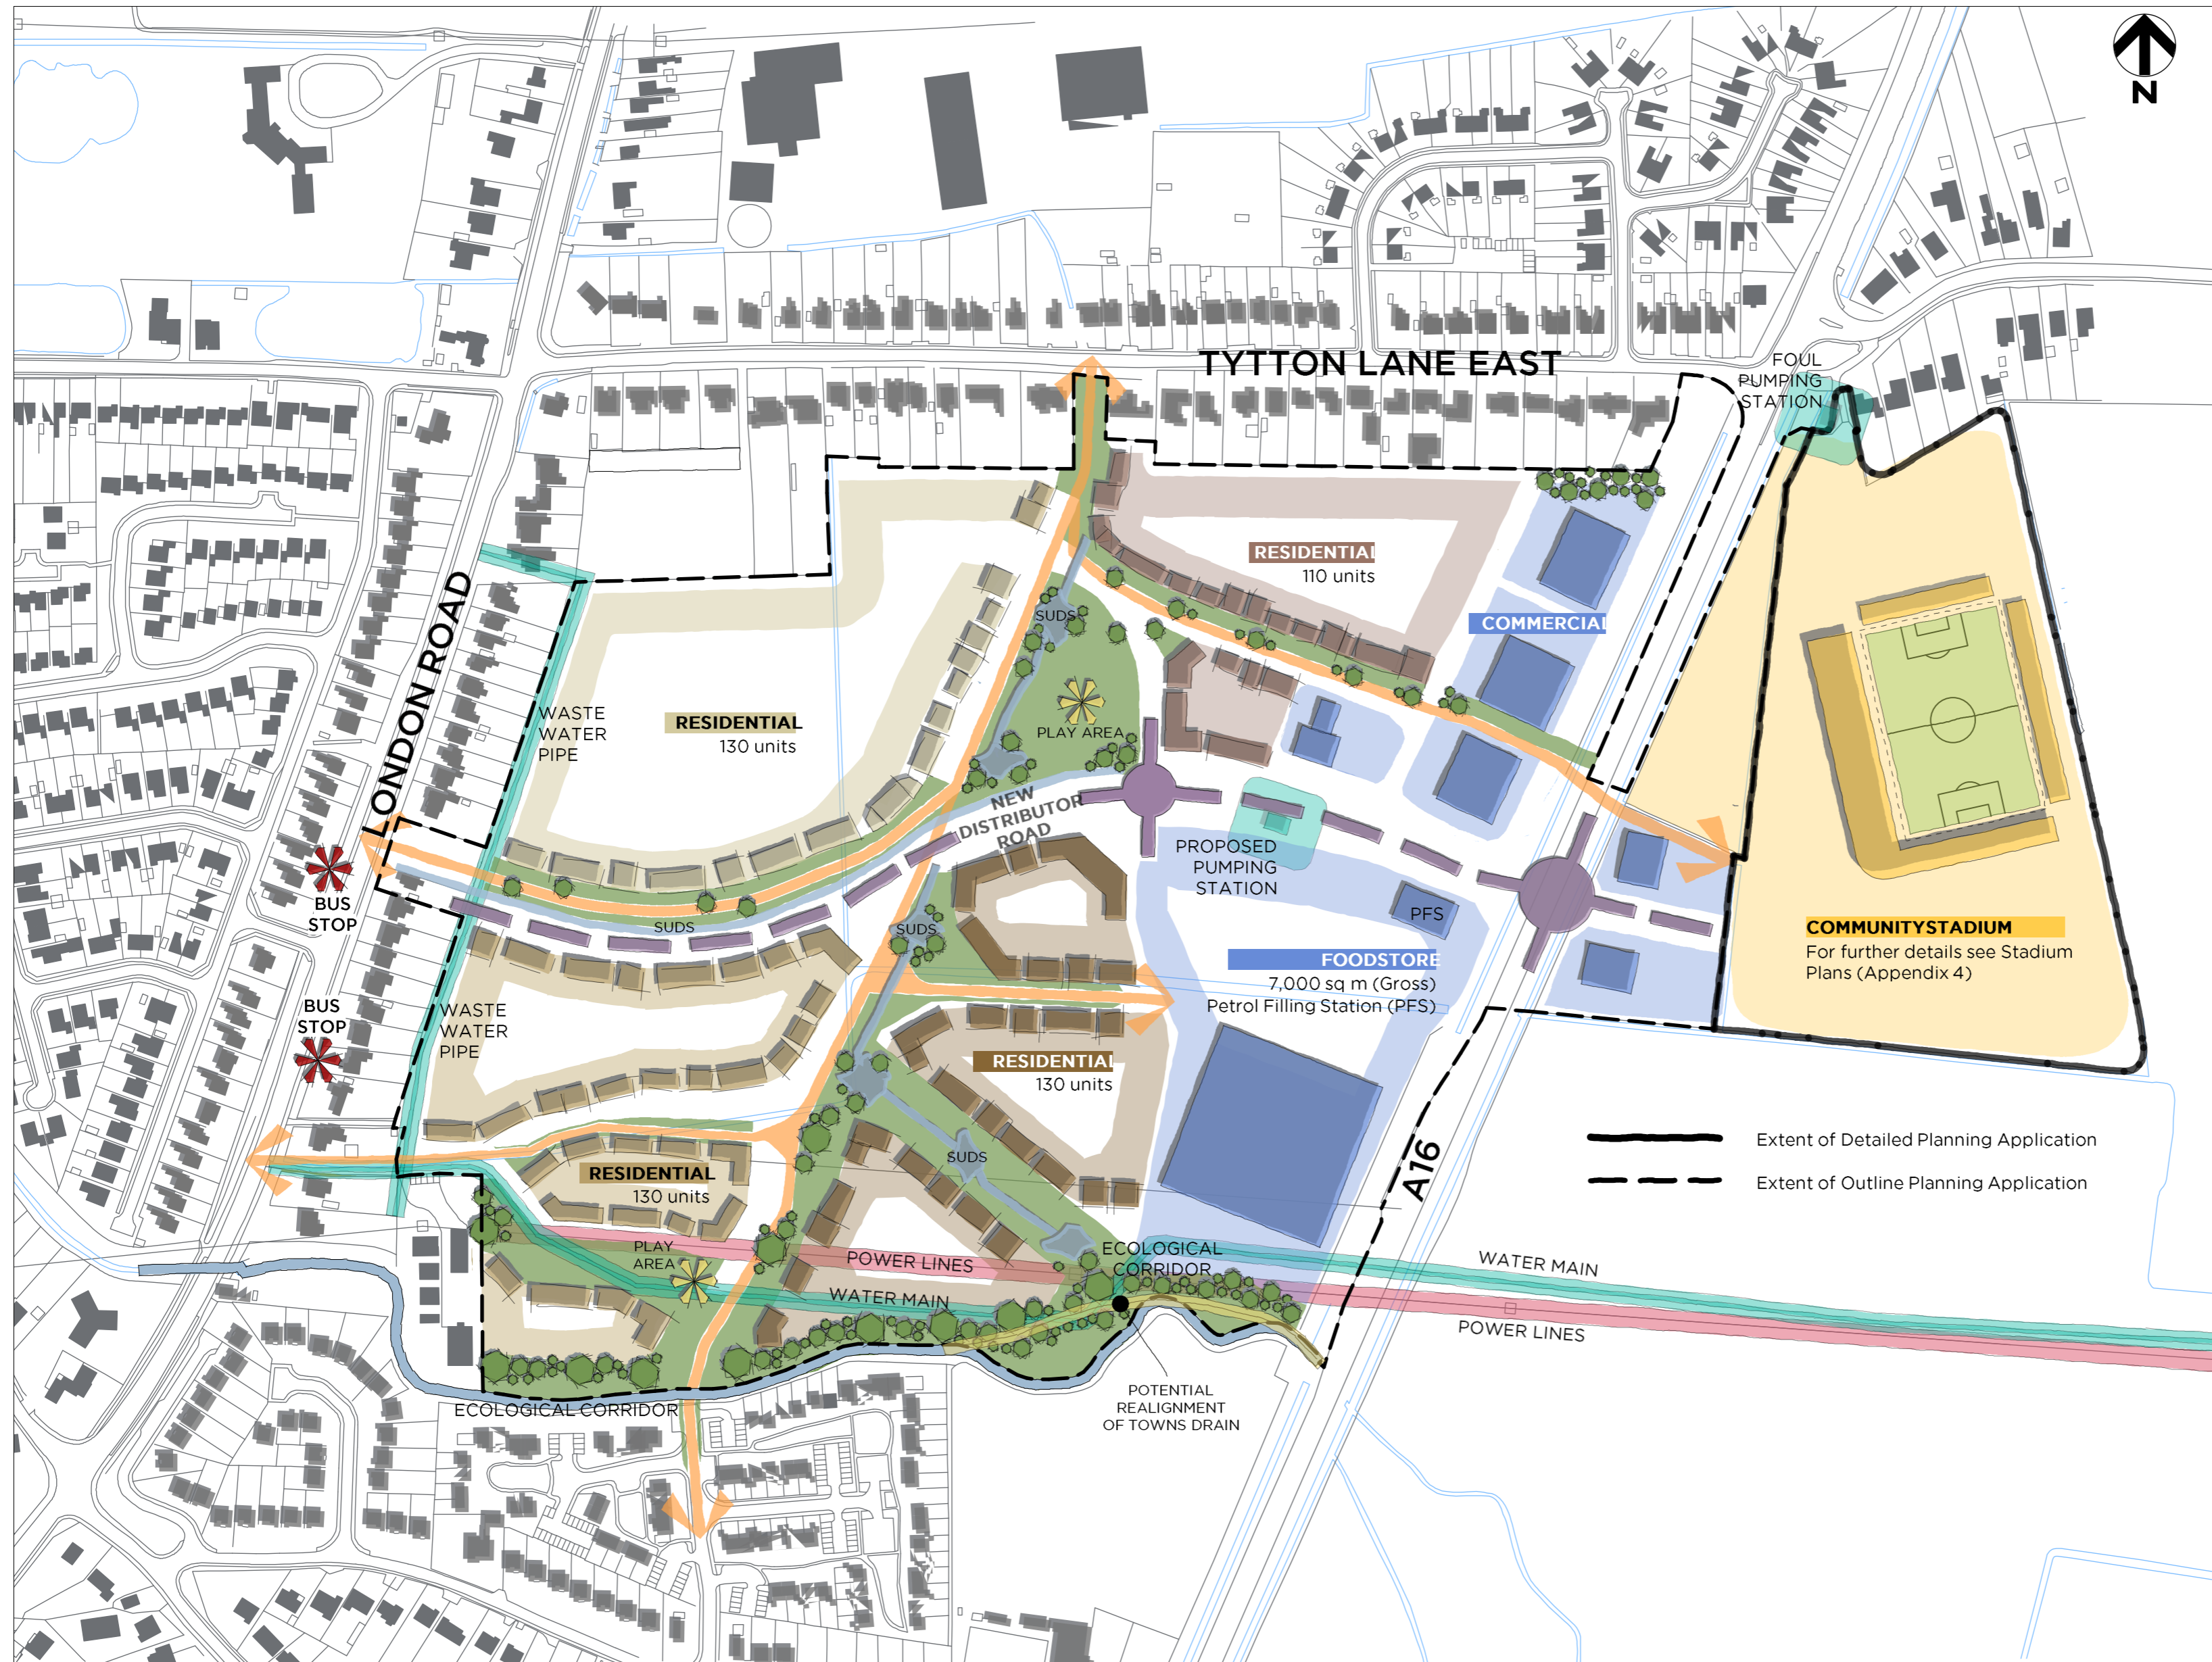 N
TYTTON LANE EAST
FOUL
PUMPING
STATION
RESIDENTIAL
110 units
LONDON ROAD
SUDS
COMMERCIAL
WASTE
WATER
PIPE
RESIDENTIAL
130 units
PLAY AREA
NEW
DISTRIBUTOR
ROAD
PROPOSED
PUMPING
STATION
BUS
STOP
SUDS
SUDS
PFS
COMMUNITYSTADIUM
For further details see Stadium
Plans (Appendix 4)
FOODSTORE
7,000 sq m (Gross)
Petrol Filling Station (PFS)
BUS
STOP
WASTE
WATER
PIPE
RESIDENTIAL
130 units
A16
Extent of Detailed Planning Application
Extent of Outline Planning Application
SUDS
RESIDENTIAL
130 units
PLAY
AREA
POWER LINES
ECOLOGICAL
CORRIDOR
WATER MAIN
WATER MAIN
POWER LINES
POTENTIAL
REALIGNMENT
OF TOWNS DRAIN
ECOLOGICAL CORRIDOR